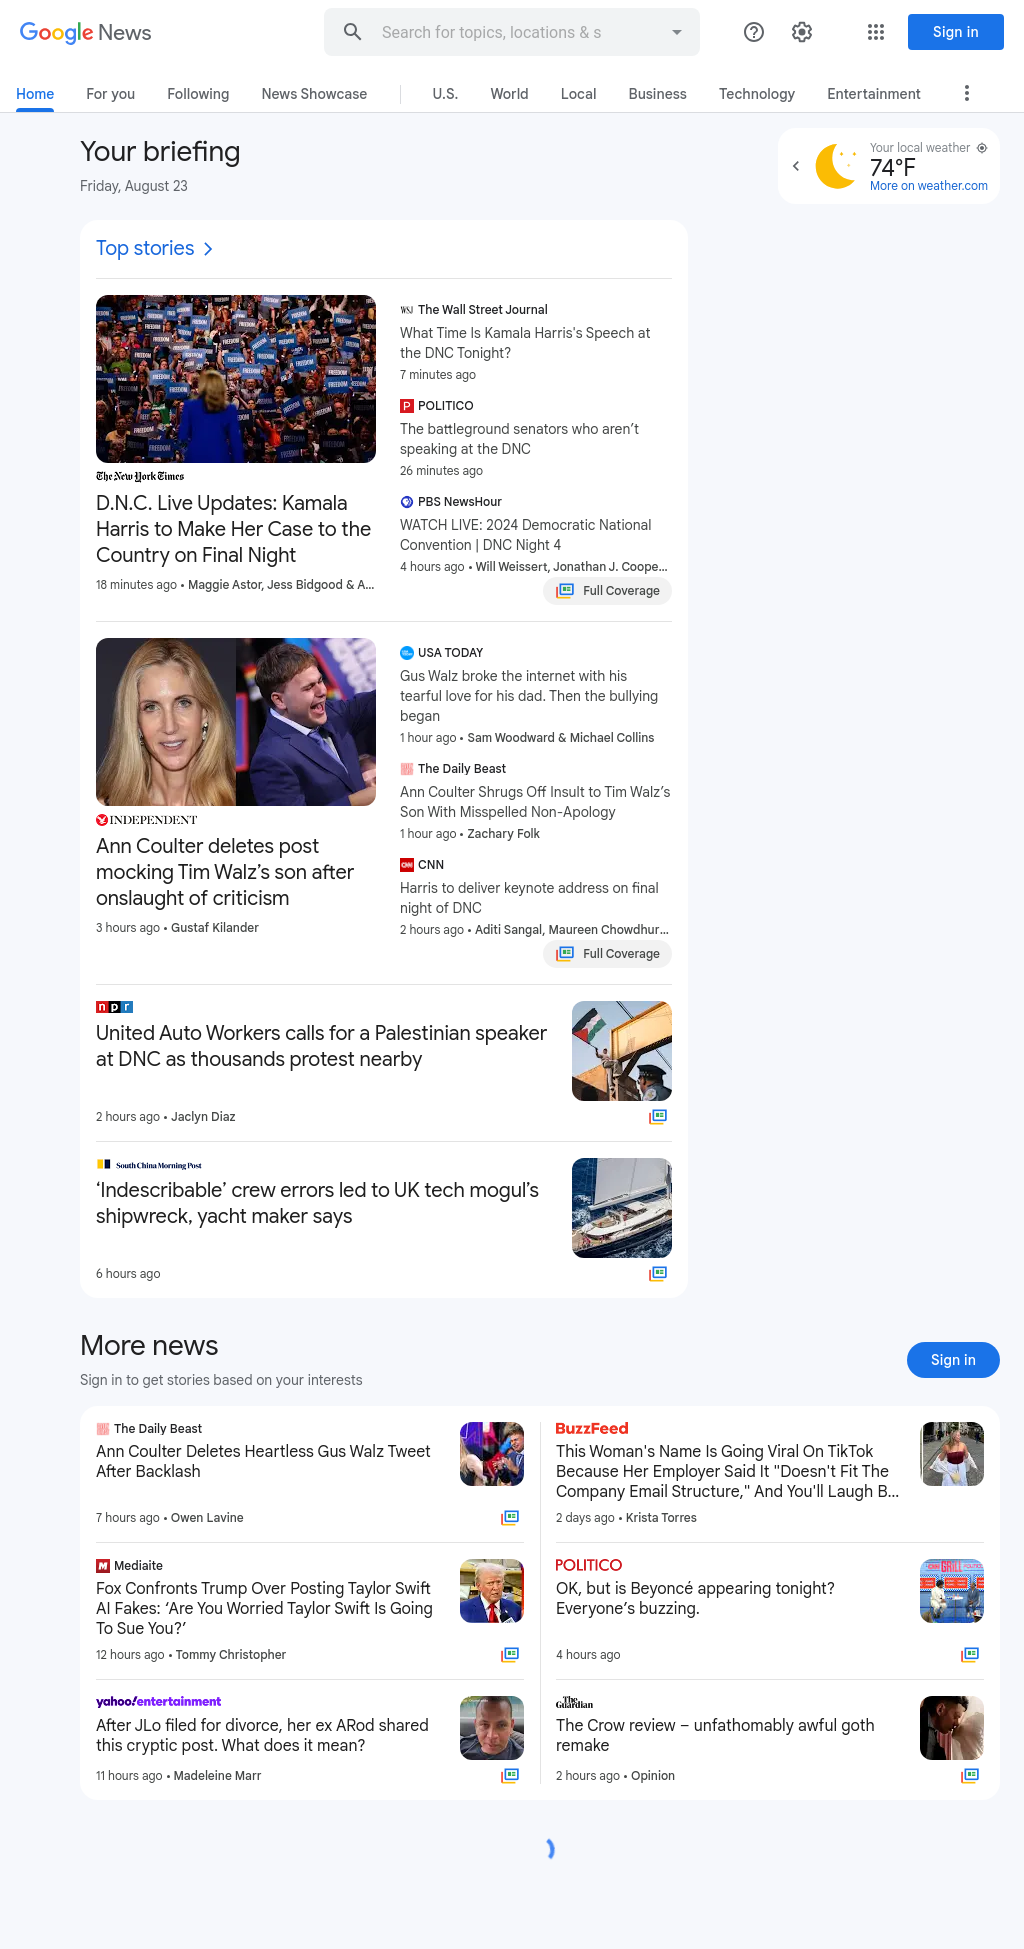 Google News
Search for topics, locations & s
Sign in
Home
For you
Following
News Showcase
U.S.
World
Local
Business
Technology
Entertainment
Your briefing
Friday, August 23
Your local weather
74°F
More on weather.com
Top stories
FREEDOM
The New York Times
D.N.C. Live Updates: Kamala
Harris to Make Her Case to the
Country on Final Night
18 minutes ago • Maggie Astor, Jess Bidgood & A...
The Wall Street Journal
What Time Is Kamala Harris's Speech at
the DNC Tonight?
7 minutes ago
POLITICO
The battleground senators who aren’t
speaking at the DNC
26 minutes ago
PBS NewsHour
WATCH LIVE: 2024 Democratic National
Convention | DNC Night 4
4 hours ago • Will Weissert, Jonathan J. Coope...
Full Coverage
INDEPENDENT
Ann Coulter deletes post
mocking Tim Walz’s son after
onslaught of criticism
3 hours ago • Gustaf Kilander
USA TODAY
Gus Walz broke the internet with his
tearful love for his dad. Then the bullying
began
1 hour ago • Sam Woodward & Michael Collins
The Daily Beast
Ann Coulter Shrugs Off Insult to Tim Walz’s
Son With Misspelled Non-Apology
1 hour ago • Zachary Folk
CNN
Harris to deliver keynote address on final
night of DNC
2 hours ago • Aditi Sangal, Maureen Chowdhur...
Full Coverage
npr
United Auto Workers calls for a Palestinian speaker
at DNC as thousands protest nearby
2 hours ago • Jaclyn Diaz
South China Morning Post
‘Indescribable’ crew errors led to UK tech mogul’s
shipwreck, yacht maker says
6 hours ago
More news
Sign in to get stories based on your interests
Sign in
The Daily Beast
Ann Coulter Deletes Heartless Gus Walz Tweet
After Backlash
7 hours ago • Owen Lavine
Mediaite
Fox Confronts Trump Over Posting Taylor Swift
AI Fakes: ‘Are You Worried Taylor Swift Is Going
To Sue You?’
12 hours ago • Tommy Christopher
yahoo!entertainment
After JLo filed for divorce, her ex ARod shared
this cryptic post. What does it mean?
11 hours ago • Madeleine Marr
BuzzFeed
This Woman's Name Is Going Viral On TikTok
Because Her Employer Said It "Doesn't Fit The
Company Email Structure," And You'll Laugh B...
2 days ago • Krista Torres
POLITICO
OK, but is Beyoncé appearing tonight?
Everyone’s buzzing.
4 hours ago
The Guardian
The Crow review – unfathomably awful goth
remake
2 hours ago • Opinion